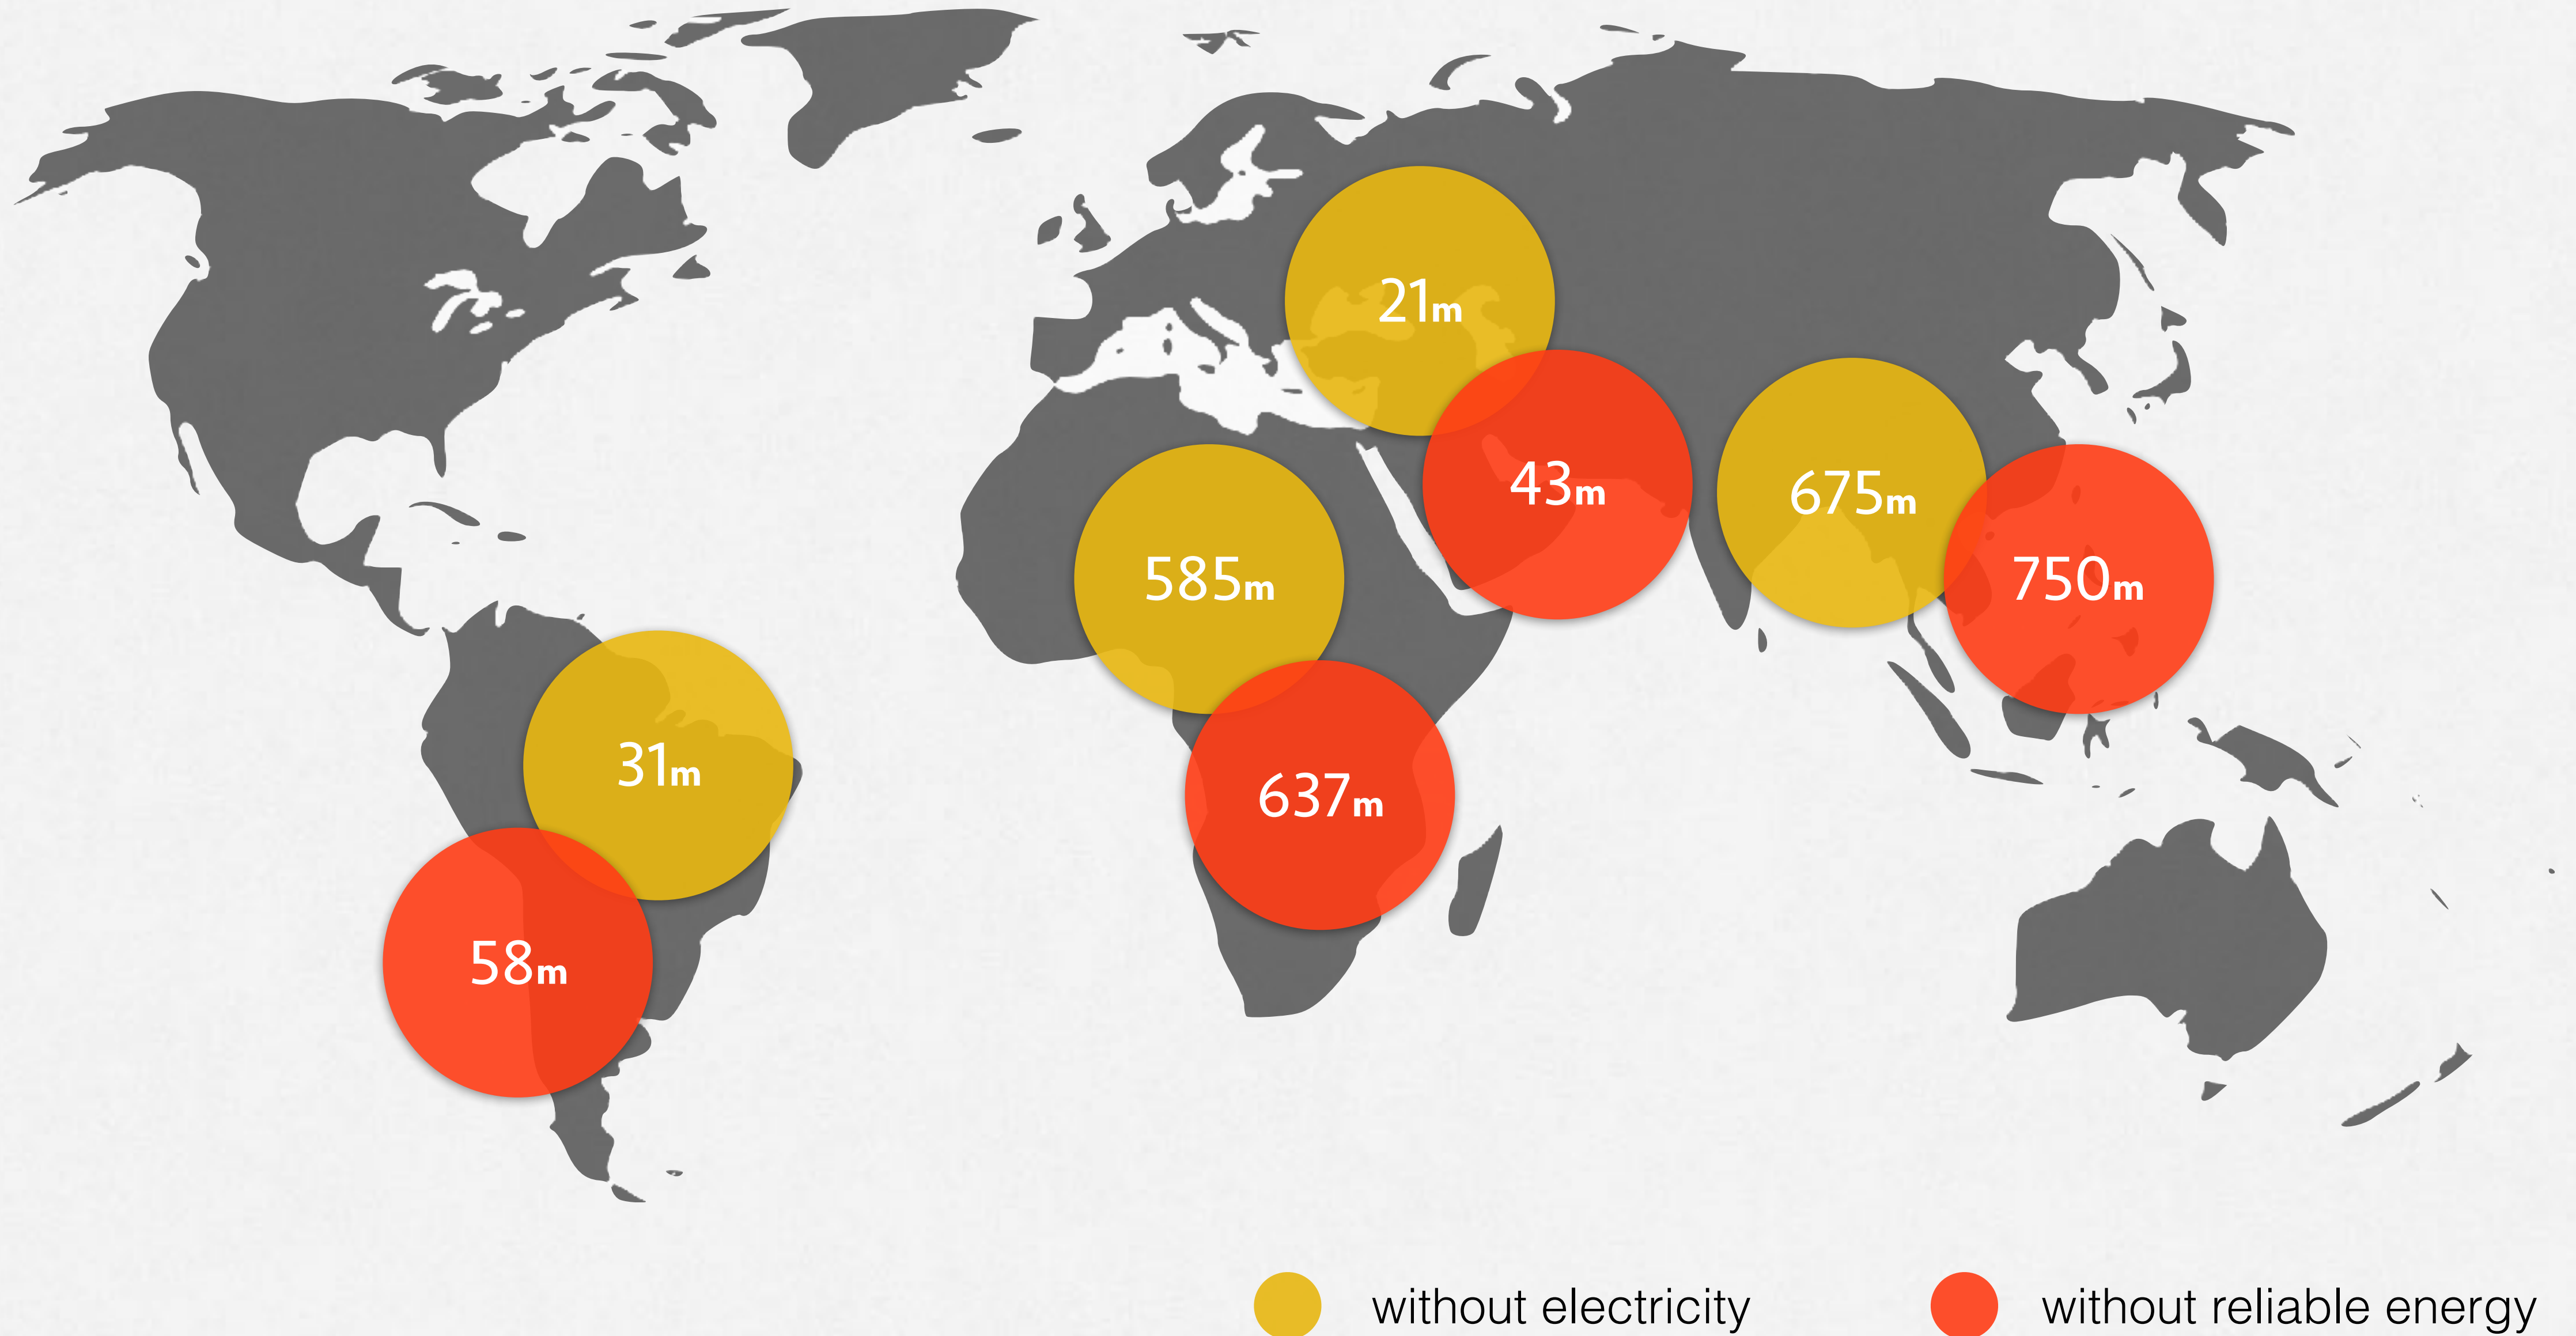 21m
43m
675m
585m
750m
31m
637m
58m
without electricity
without reliable energy